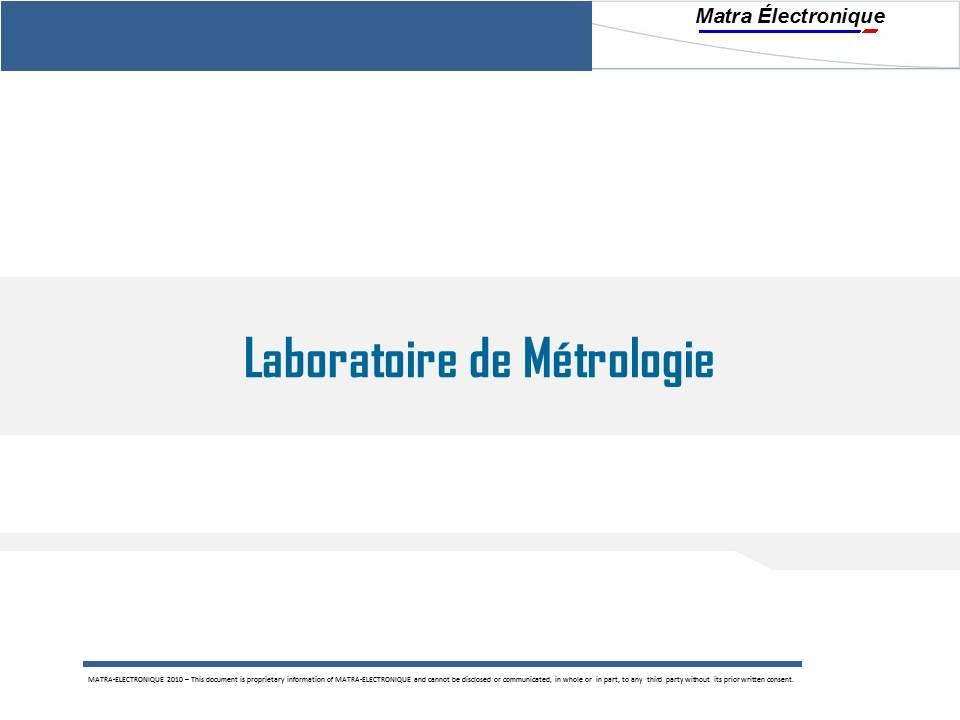 Matra Électronique
Laboratoire de Métrologie
MATRA-ELECTRONIQUE 2010 – This document is proprietary information of MATRA-ELECTRONIQUE and cannot be disclosed or communicated, in whole or in part, to any third party without its prior written consent.